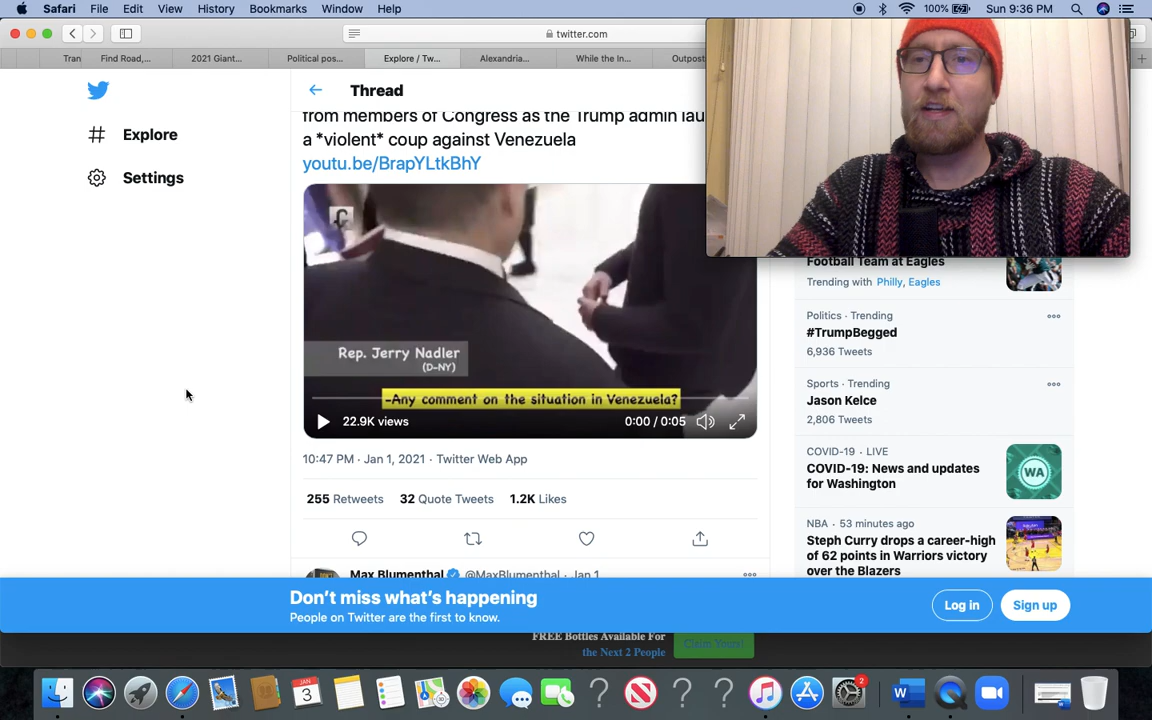 Safari File Edit View History Bookmarks Window Help
100% Sun 9:36 PM
twitter.com
Tran Find Road,... 2021 Giant... Political pos... Explore / Tw... Alexandria... While the In... Outpost
Explore
Settings
Thread
from members of Congress as the Trump admin lau
a *violent* coup against Venezuela
youtu.be/BrapYLtkBhY
Rep. Jerry Nadler
(D-NY)
-Any comment on the situation in Venezuela?
22.9K views
0:00 / 0:05
10:47 PM · Jan 1, 2021 · Twitter Web App
255 Retweets 32 Quote Tweets 1.2K Likes
Max Blumenthal @MaxBlumenthal · Jan 1
Football Team at Eagles
Trending with Philly, Eagles
Politics · Trending
#TrumpBegged
6,936 Tweets
Sports · Trending
Jason Kelce
2,806 Tweets
COVID-19 · LIVE
COVID-19: News and updates
for Washington
WA
NBA · 53 minutes ago
Steph Curry drops a career-high
of 62 points in Warriors victory
over the Blazers
Don't miss what's happening
People on Twitter are the first to know.
Log in
Sign up
FREE Bottles Available For
the Next 2 People
Claim Yours!
JAN
3
2
W